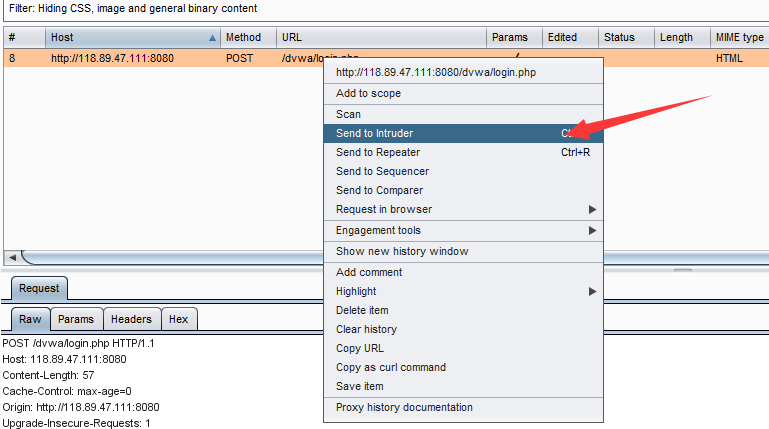 Filter: Hiding CSS, image and general binary content
# Host Method URL Params Edited Status Length MIME type
8 http://118.89.47.111:8080 POST /dvwa/login.php ✓ HTML
http://118.89.47.111:8080/dvwa/login.php
Add to scope
Scan
Send to Intruder
Send to Repeater Ctrl+R
Send to Sequencer
Send to Comparer
Request in browser
Engagement tools
Show new history window
Add comment
Highlight
Delete item
Clear history
Copy URL
Copy as curl command
Save item
Proxy history documentation
Request
Raw Params Headers Hex
POST /dvwa/login.php HTTP/1.1
Host: 118.89.47.111:8080
Content-Length: 57
Cache-Control: max-age=0
Origin: http://118.89.47.111:8080
Upgrade-Insecure-Requests: 1